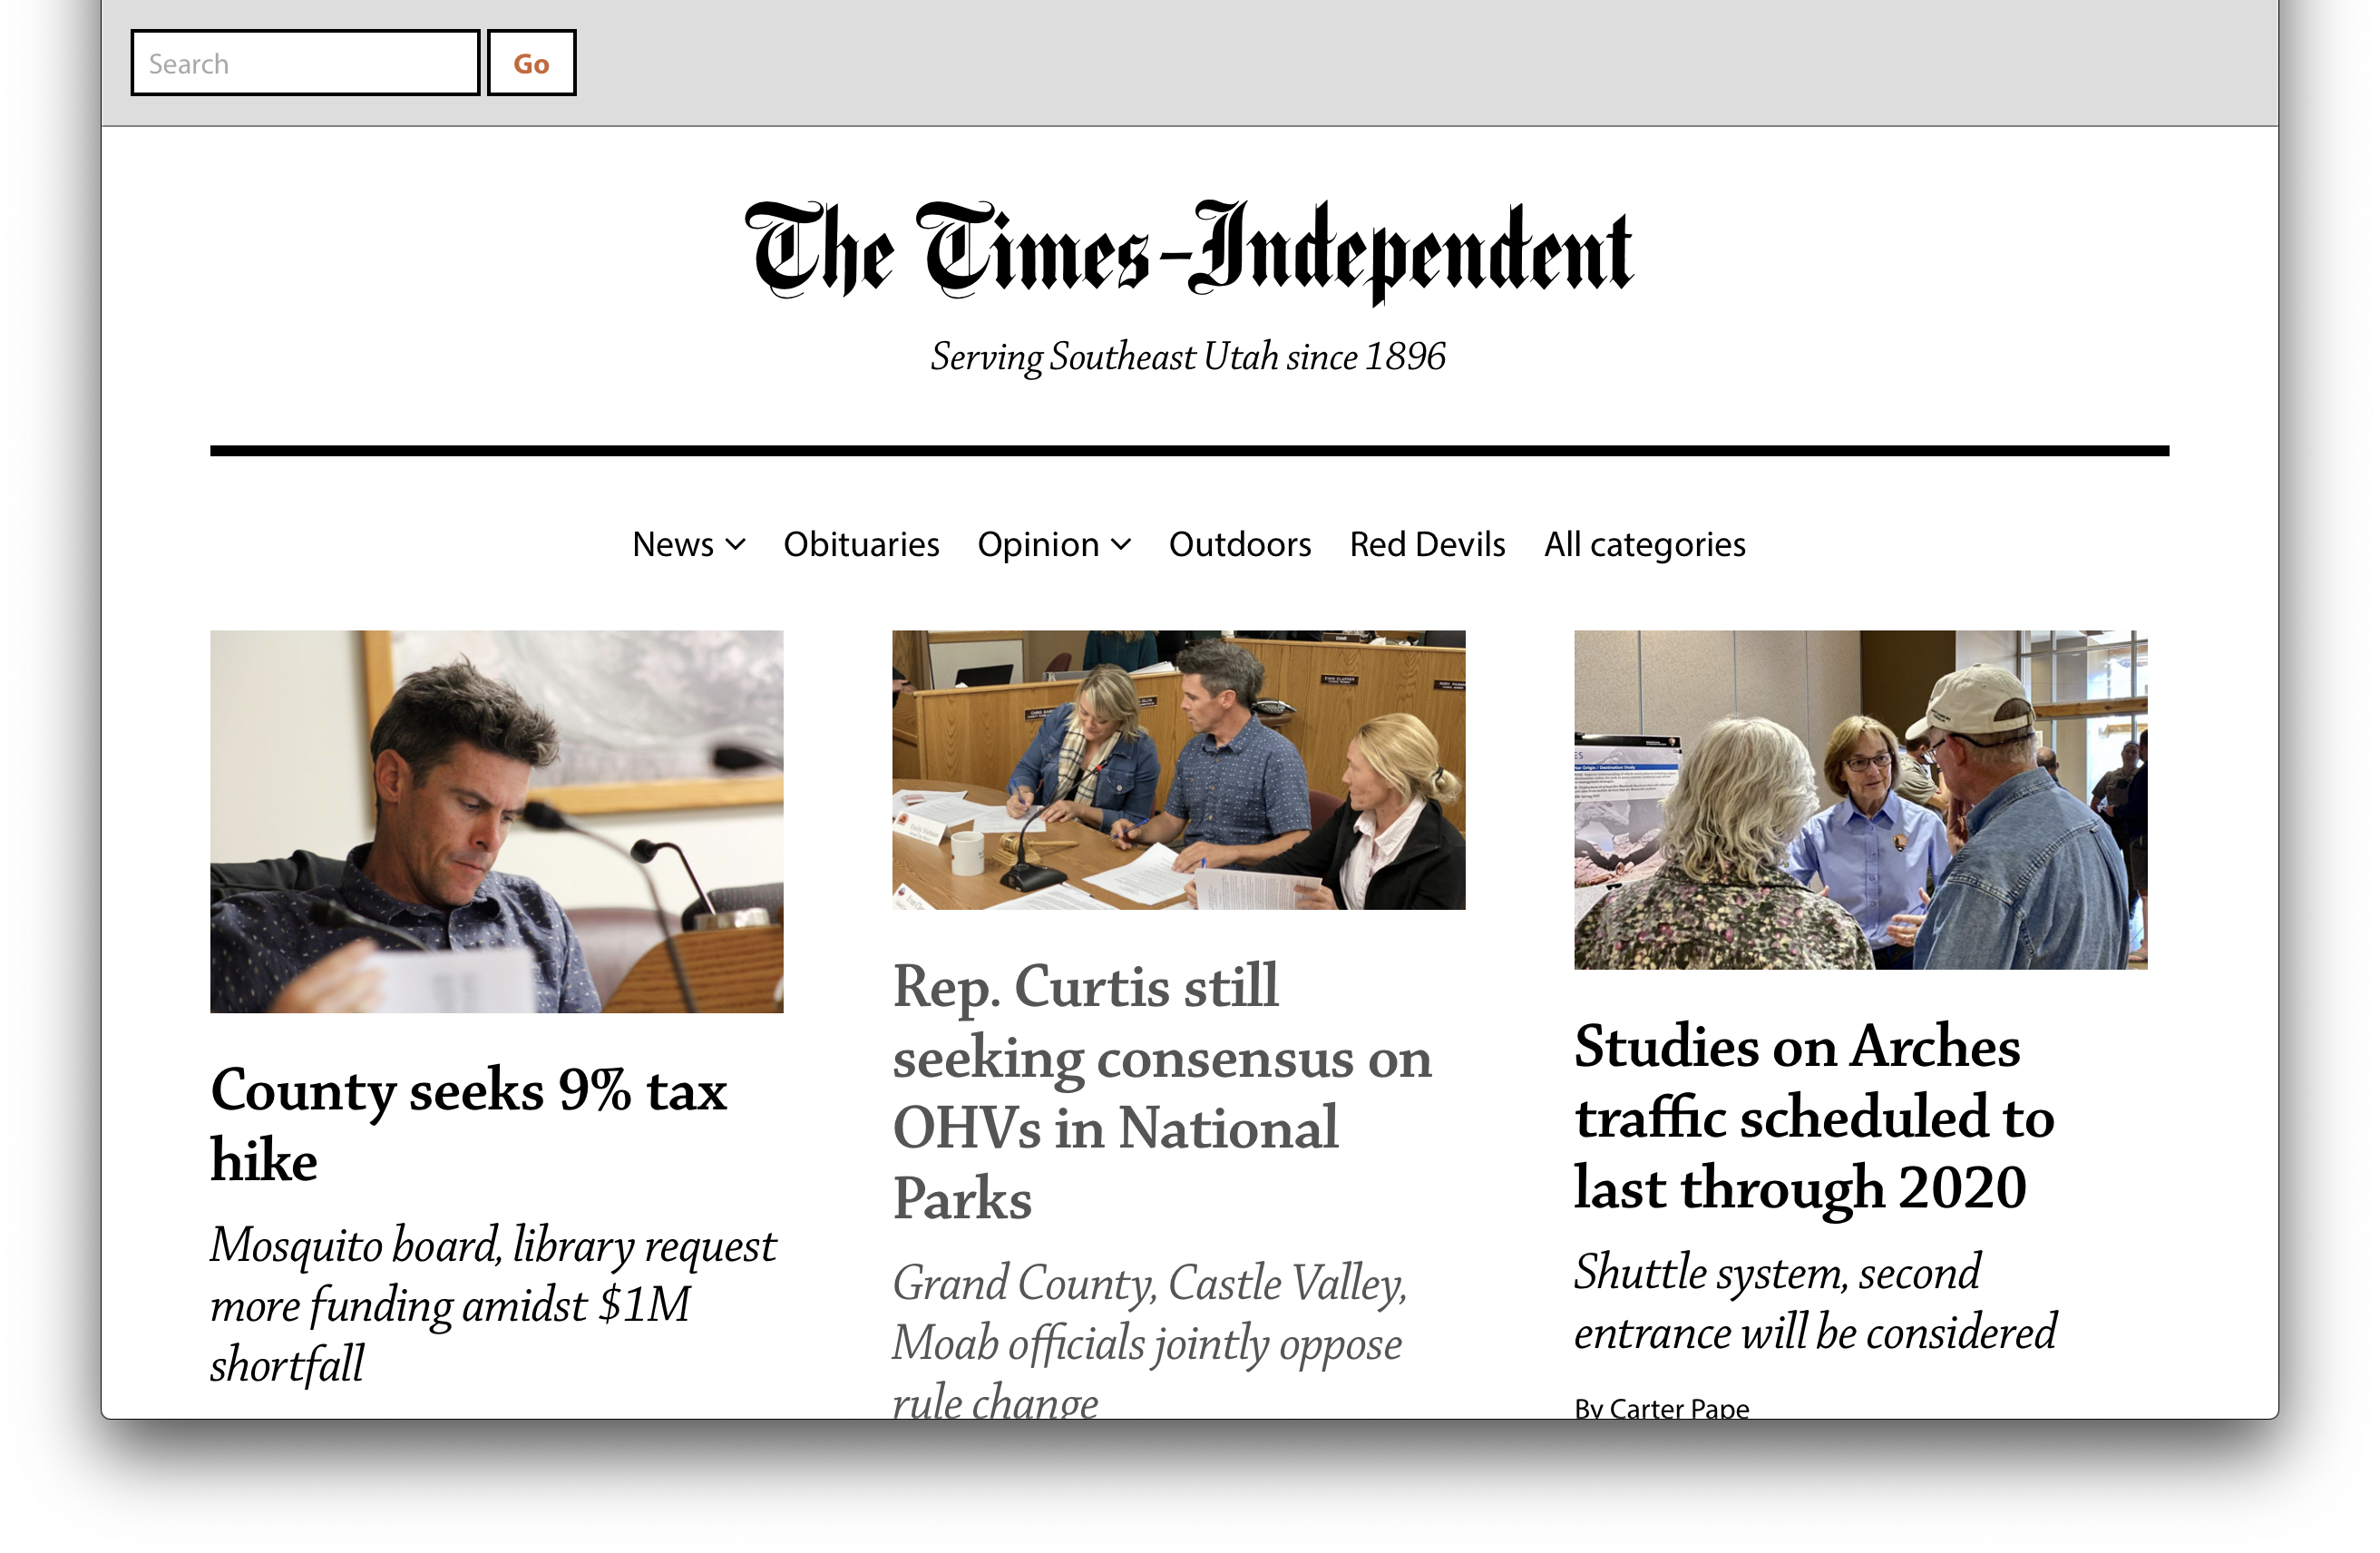 Search
Go
The Times-Independent
Serving Southeast Utah since 1896
News
Obituaries
Opinion
Outdoors
Red Devils
All categories
County seeks 9% tax
hike
Mosquito board, library request
more funding amidst $1M
shortfall
Rep. Curtis still
seeking consensus on
OHVs in National
Parks
Grand County, Castle Valley,
Moab officials jointly oppose
rule change
Studies on Arches
traffic scheduled to
last through 2020
Shuttle system, second
entrance will be considered
By Carter Pape